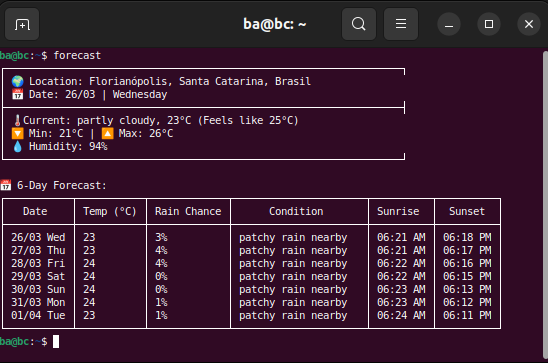 ba@bc: ~
ba@bc:~$ forecast
🌍 Location: Florianópolis, Santa Catarina, Brasil
📅 Date: 26/03 | Wednesday
🌡️Current: partly cloudy, 23°C (Feels like 25°C)
🔽 Min: 21°C | 🔼 Max: 26°C
💧 Humidity: 94%
📅 6-Day Forecast:
Date Temp (°C) Rain Chance Condition Sunrise Sunset
26/03 Wed 23 3% patchy rain nearby 06:21 AM 06:18 PM
27/03 Thu 23 4% patchy rain nearby 06:21 AM 06:17 PM
28/03 Fri 24 4% patchy rain nearby 06:22 AM 06:16 PM
29/03 Sat 24 0% patchy rain nearby 06:22 AM 06:15 PM
30/03 Sun 24 0% patchy rain nearby 06:23 AM 06:13 PM
31/03 Mon 24 1% patchy rain nearby 06:23 AM 06:12 PM
01/04 Tue 23 1% patchy rain nearby 06:24 AM 06:11 PM
ba@bc:~$